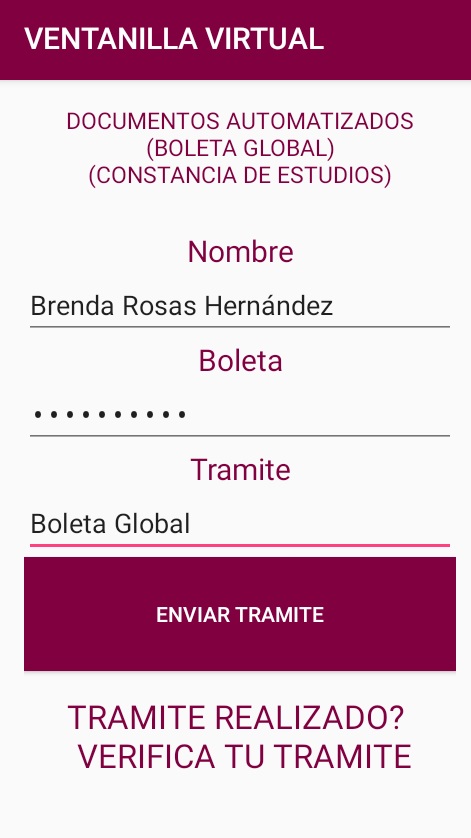 VENTANILLA VIRTUAL
DOCUMENTOS AUTOMATIZADOS
(BOLETA GLOBAL)
(CONSTANCIA DE ESTUDIOS)
Nombre
Brenda Rosas Hernández
Boleta
••••••••••
Tramite
Boleta Global
ENVIAR TRAMITE
TRAMITE REALIZADO?
VERIFICA TU TRAMITE